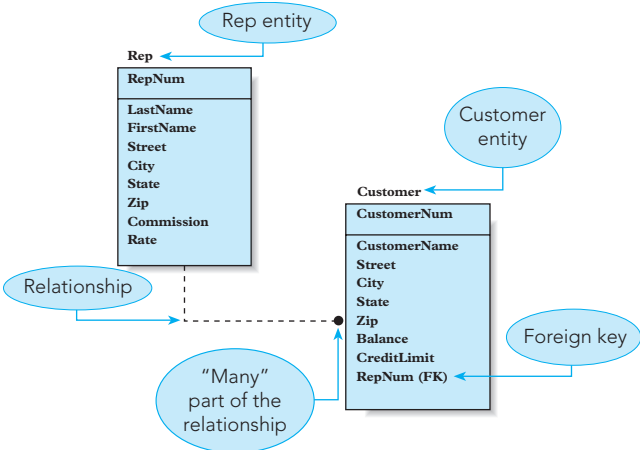 Rep entity
Rep
RepNum
LastName
FirstName
Street
City
State
Zip
Commission
Rate
Customer
entity
Customer
CustomerNum
CustomerName
Street
City
State
Zip
Balance
CreditLimit
RepNum (FK)
Relationship
Foreign key
“Many”
part of the
relationship